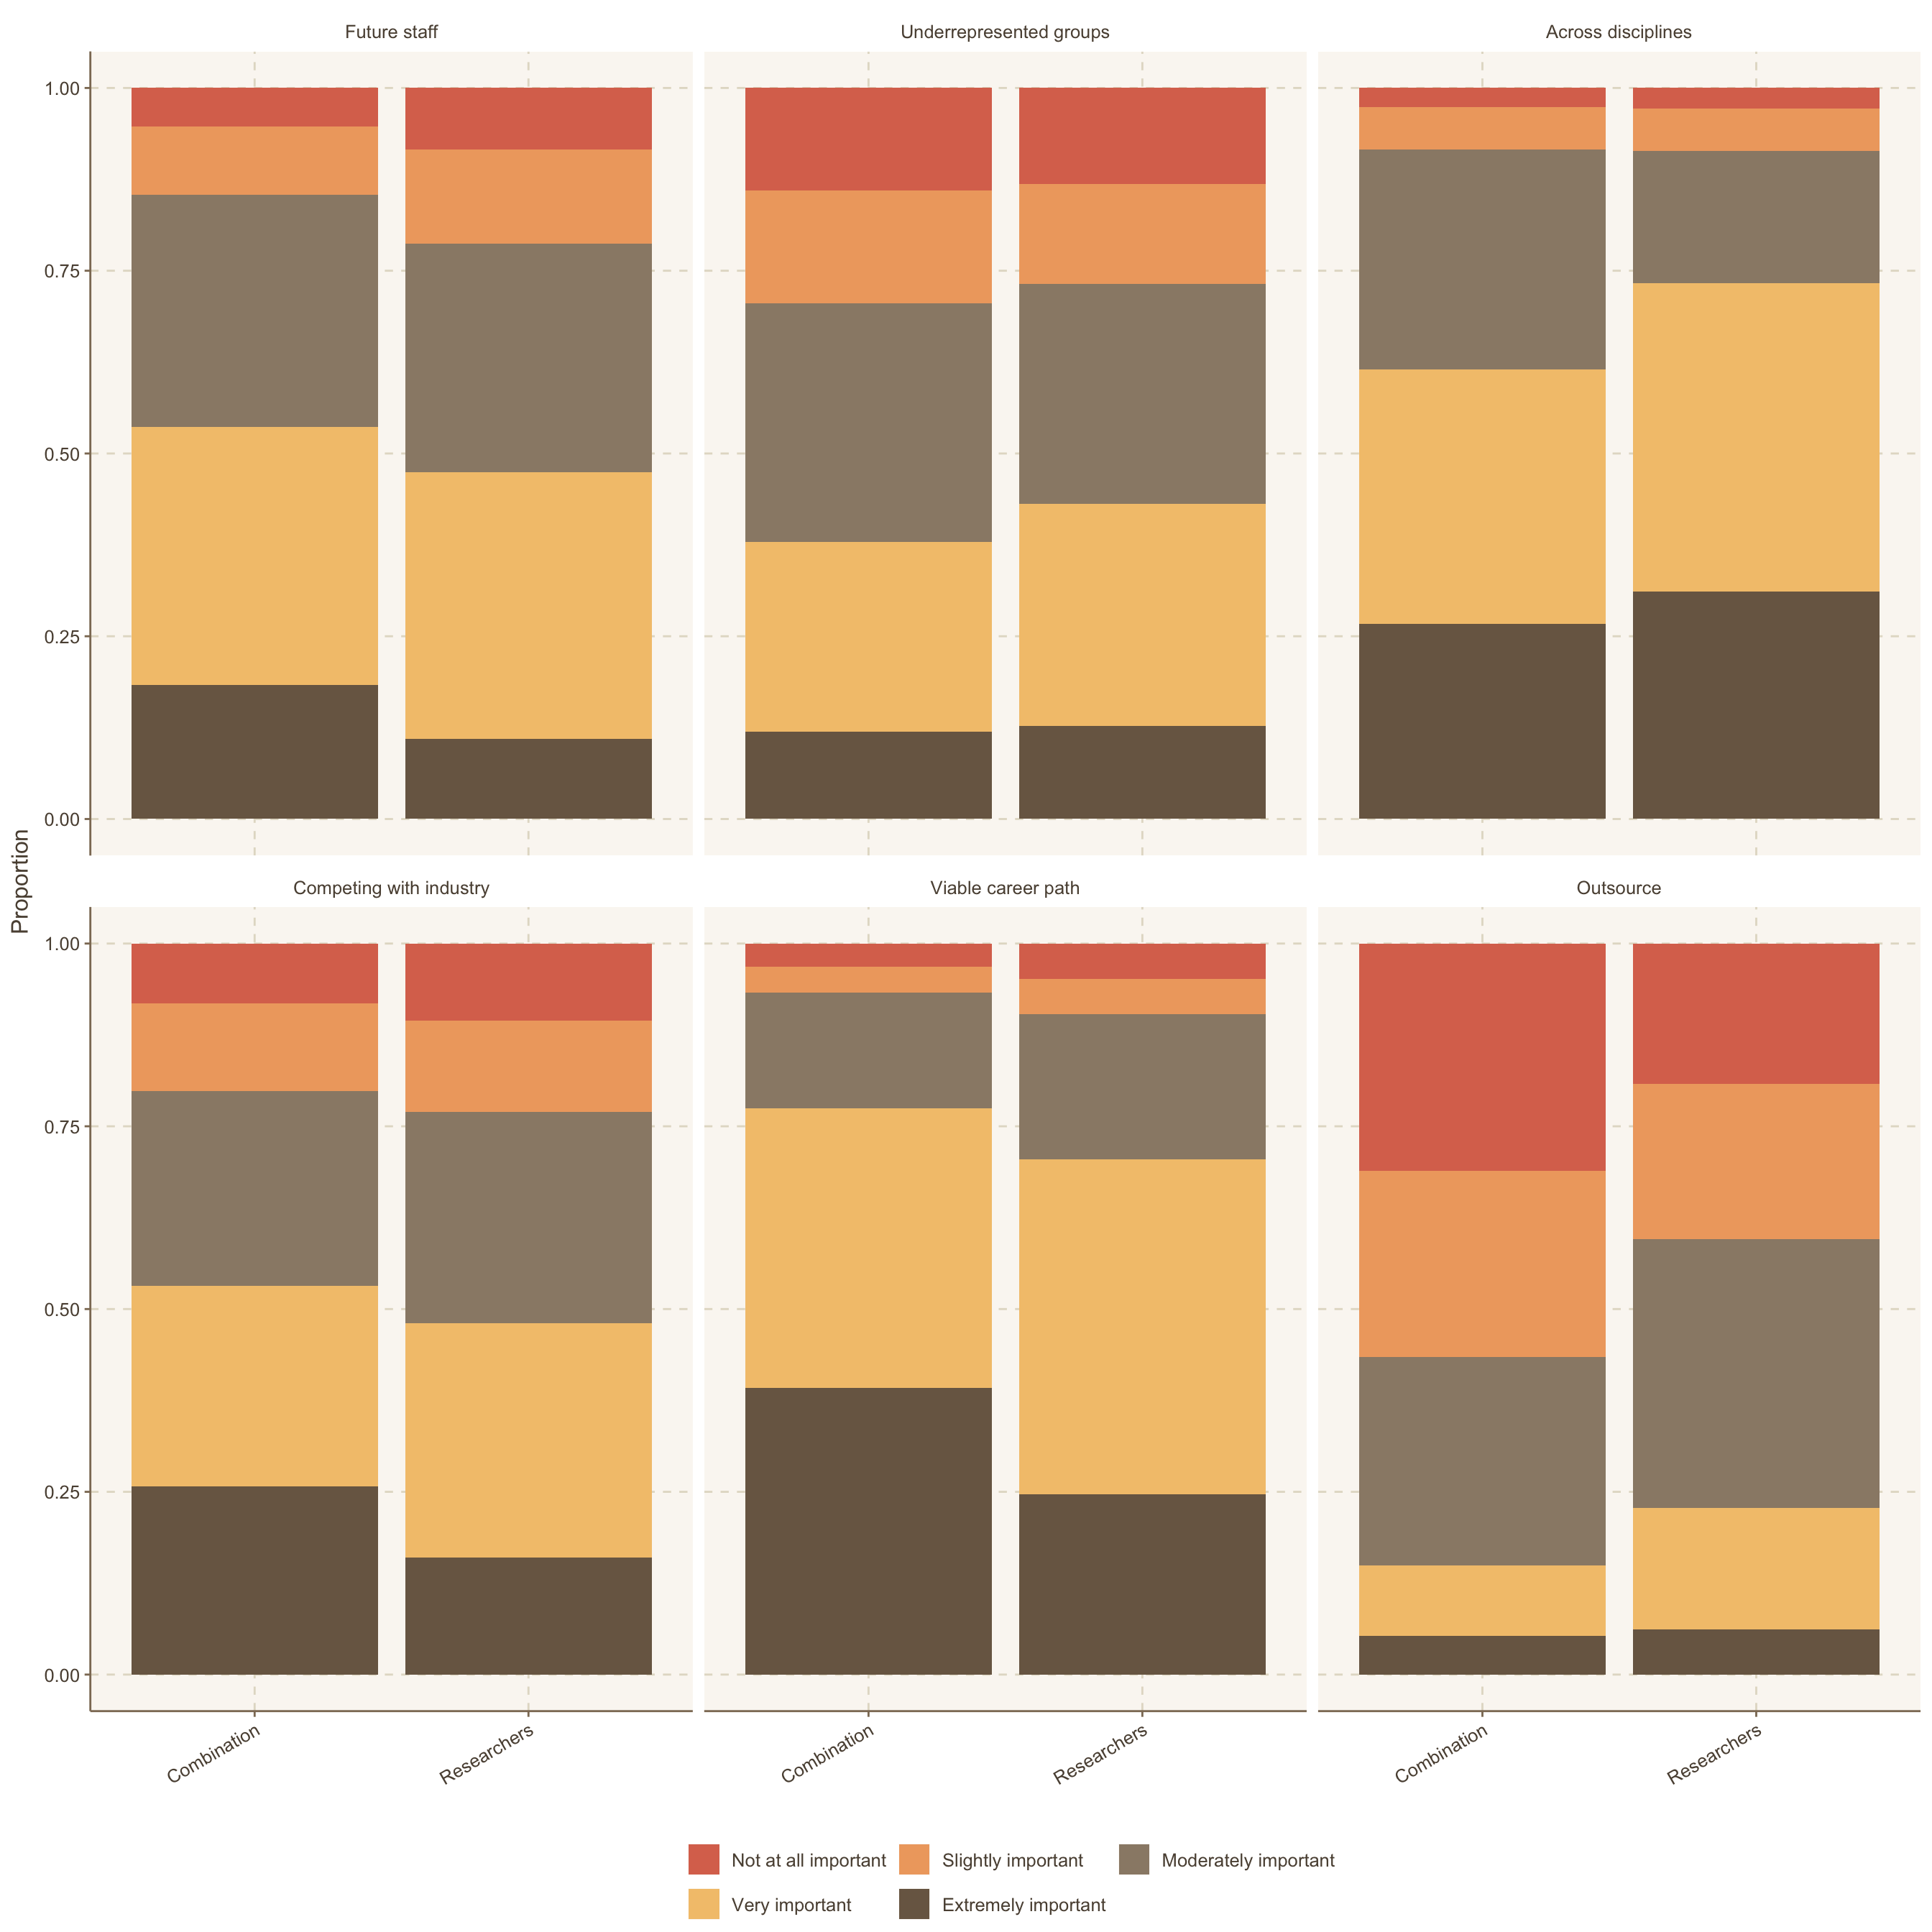 Future staff
Underrepresented groups
Across disciplines
1.00
0.75
0.50
0.25
0.00
Proportion
Competing with industry
Viable career path
Outsource
1.00
0.75
0.50
0.25
0.00
Combination
Researchers
Combination
Researchers
Combination
Researchers
Not at all important
Slightly important
Moderately important
Very important
Extremely important